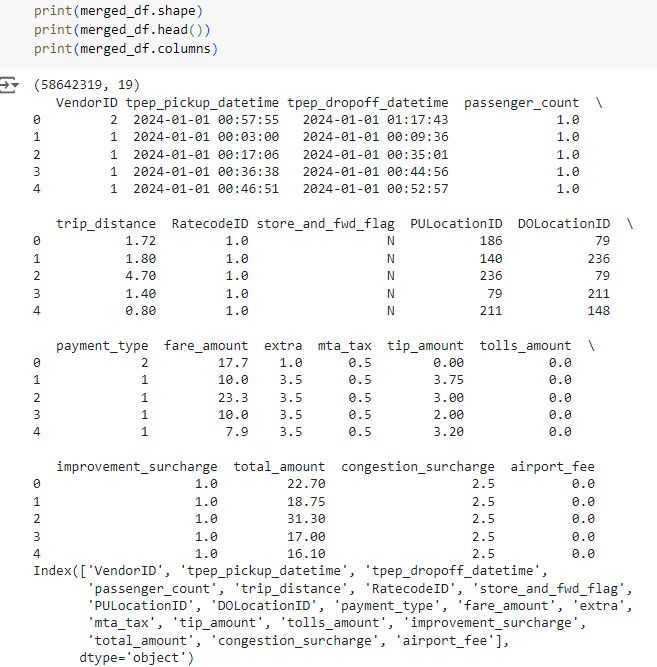 print(merged_df.shape)
print(merged_df.head())
print(merged_df.columns)
(58642319, 19)
VendorID tpep_pickup_datetime tpep_dropoff_datetime passenger_count \
0 2 2024-01-01 00:57:55 2024-01-01 01:17:43 1.0
1 1 2024-01-01 00:03:00 2024-01-01 00:09:36 1.0
2 1 2024-01-01 00:17:06 2024-01-01 00:35:01 1.0
3 1 2024-01-01 00:36:38 2024-01-01 00:44:56 1.0
4 1 2024-01-01 00:46:51 2024-01-01 00:52:57 1.0
trip_distance RatecodeID store_and_fwd_flag PULocationID DOLocationID \
0 1.72 1.0 N 186 79
1 1.80 1.0 N 140 236
2 4.70 1.0 N 236 79
3 1.40 1.0 N 79 211
4 0.80 1.0 N 211 148
payment_type fare_amount extra mta_tax tip_amount tolls_amount \
0 2 17.7 1.0 0.5 0.00 0.0
1 1 10.0 3.5 0.5 3.75 0.0
2 1 23.3 3.5 0.5 3.00 0.0
3 1 10.0 3.5 0.5 2.00 0.0
4 1 7.9 3.5 0.5 3.20 0.0
improvement_surcharge total_amount congestion_surcharge airport_fee
0 1.0 22.70 2.5 0.0
1 1.0 18.75 2.5 0.0
2 1.0 31.30 2.5 0.0
3 1.0 17.00 2.5 0.0
4 1.0 16.10 2.5 0.0
Index(['VendorID', 'tpep_pickup_datetime', 'tpep_dropoff_datetime',
'passenger_count', 'trip_distance', 'RatecodeID', 'store_and_fwd_flag',
'PULocationID', 'DOLocationID', 'payment_type', 'fare_amount', 'extra',
'mta_tax', 'tip_amount', 'tolls_amount', 'improvement_surcharge',
'total_amount', 'congestion_surcharge', 'airport_fee'],
dtype='object')